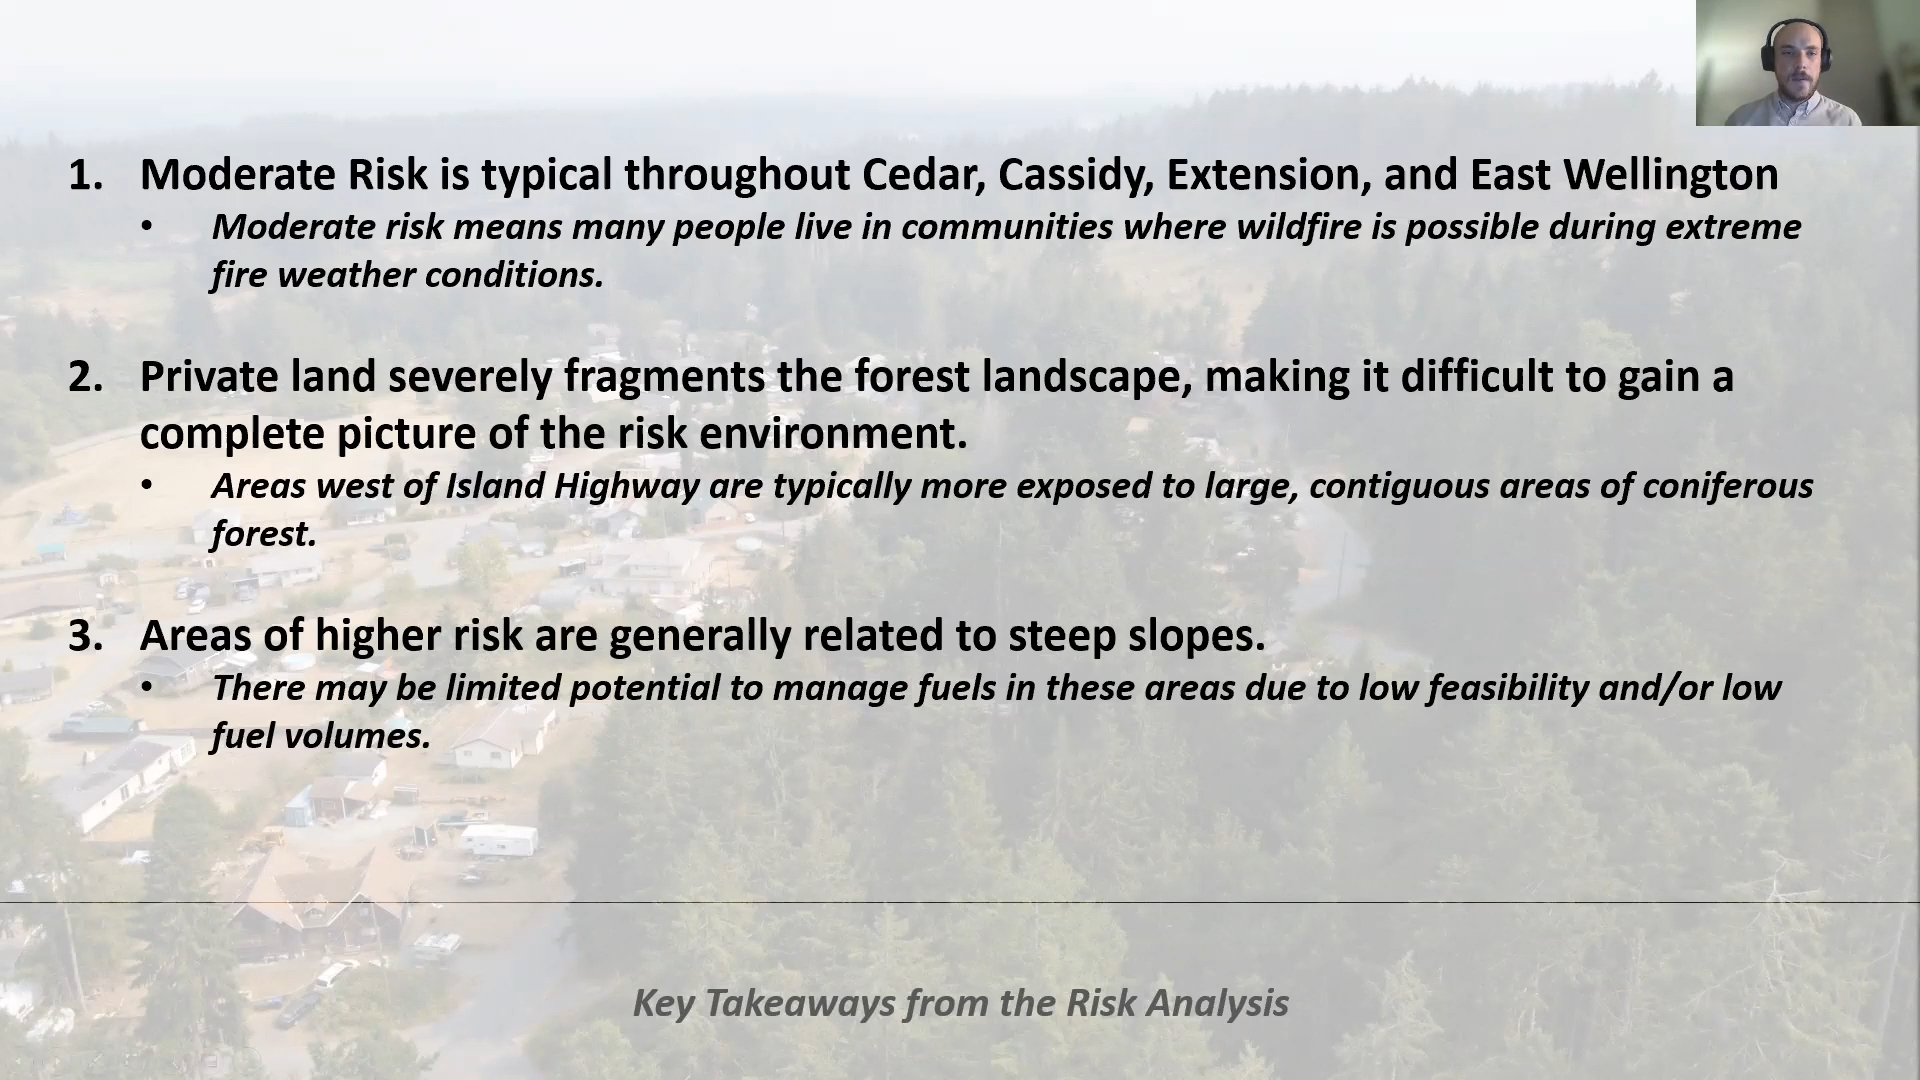 1. Moderate Risk is typical throughout Cedar, Cassidy, Extension, and East Wellington
• Moderate risk means many people live in communities where wildfire is possible during extreme
fire weather conditions.
2. Private land severely fragments the forest landscape, making it difficult to gain a
complete picture of the risk environment.
• Areas west of Island Highway are typically more exposed to large, contiguous areas of coniferous
forest.
3. Areas of higher risk are generally related to steep slopes.
• There may be limited potential to manage fuels in these areas due to low feasibility and/or low
fuel volumes.
Key Takeaways from the Risk Analysis